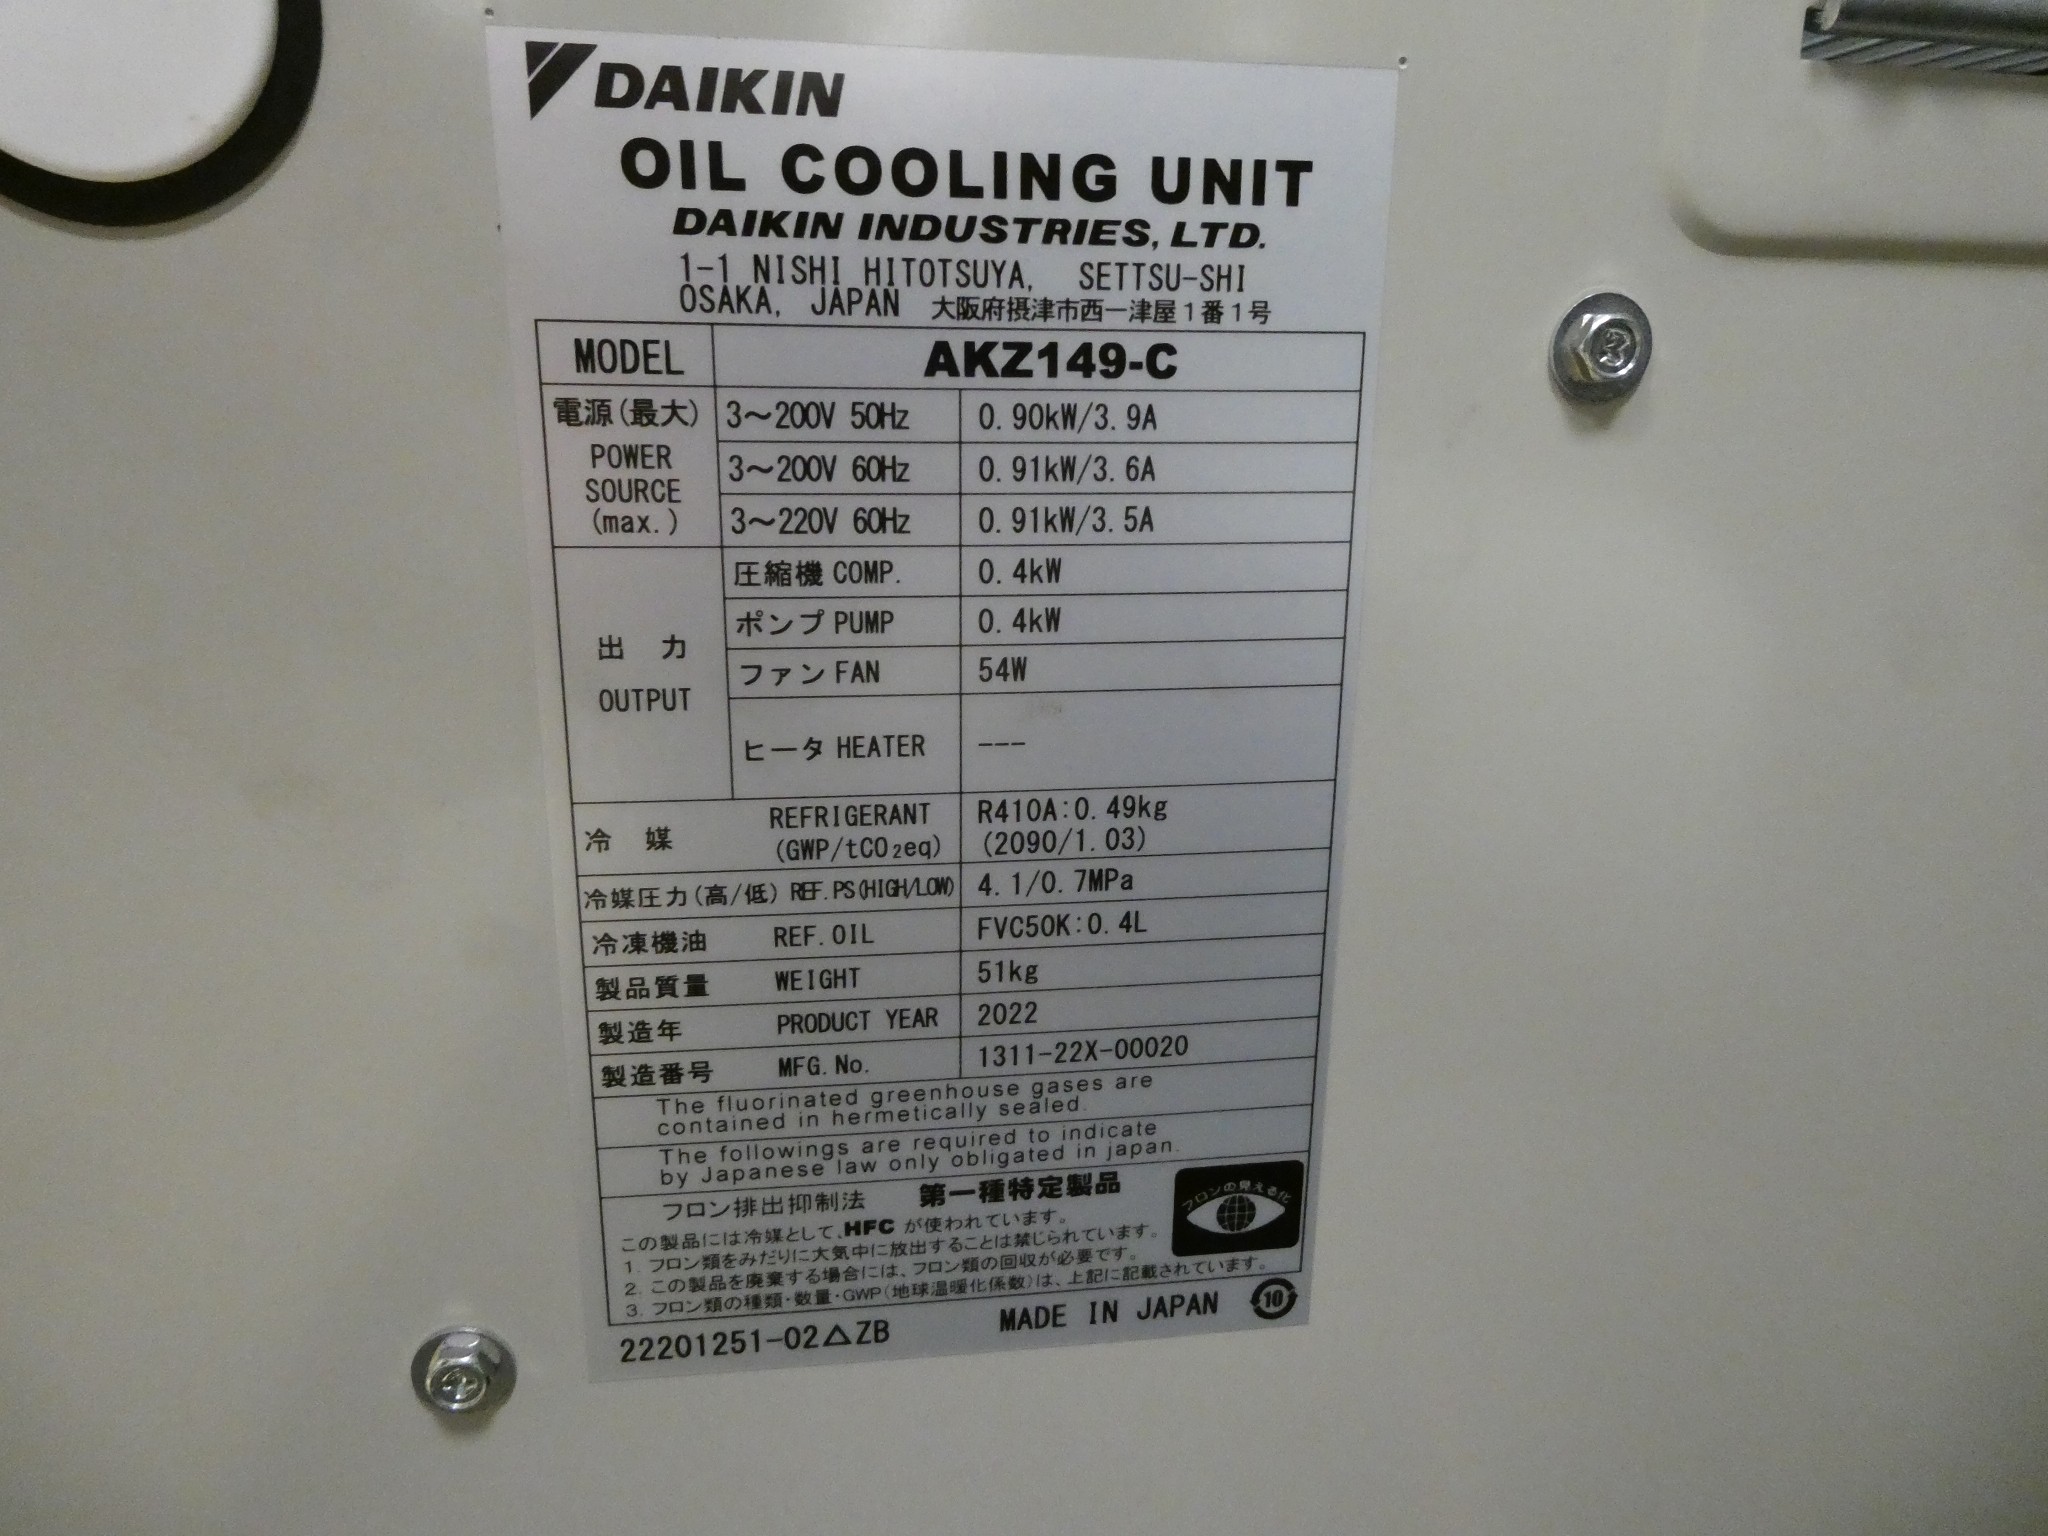 DAIKIN
OIL COOLING UNIT
DAIKIN INDUSTRIES, LTD.
1-1 NISHI HITOTSUYA, SETTSU-SHI
OSAKA, JAPAN 大阪府摂津市西一津屋1番1号
MODEL AKZ149-C
電源(最大) 3~200V 50Hz 0.90kW/3.9A
POWER SOURCE (max.) 3~200V 60Hz 0.91kW/3.6A
3~220V 60Hz 0.91kW/3.5A
出力 OUTPUT
圧縮機 COMP. 0.4kW
ポンプ PUMP 0.4kW
ファン FAN 54W
ヒータ HEATER ---
冷媒 REFRIGERANT R410A:0.49kg
(GWP/tCO2eq) (2090/1.03)
冷媒圧力(高/低) REF.PS(HIGH/LOW) 4.1/0.7MPa
冷凍機油 REF.OIL FVC50K:0.4L
製品質量 WEIGHT 51kg
製造年 PRODUCT YEAR 2022
製造番号 MFG.No. 1311-22X-00020
The fluorinated greenhouse gases are
contained in hermetically sealed.
The followings are required to indicate
by Japanese law only obligated in japan.
フロン排出抑制法 第一種特定製品
フロンの見える化
この製品には冷媒として、HFC が使われています。
1. フロン類をみだりに大気中に放出することは禁じられています。
2. この製品を廃棄する場合には、フロン類の回収が必要です。
3. フロン類の種類・数量・GWP(地球温暖化係数)は、上記に記載されています。
22201251-02△ZB MADE IN JAPAN 10